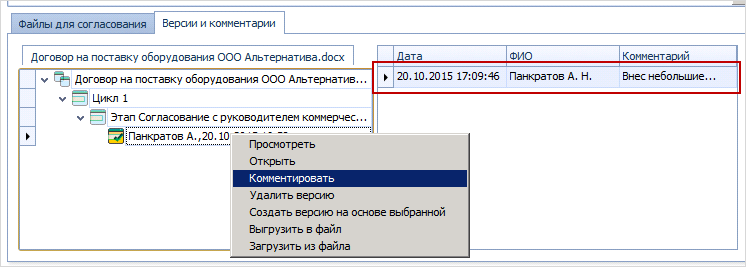 Файлы для согласования Версии и комментарии
Договор на поставку оборудования ООО Альтернатива.docx
Дата ФИО Комментарий
20.10.2015 17:09:46 Панкратов А. Н. Внес небольшие...
Договор на поставку оборудования ООО Альтернатив...
Цикл 1
Этап Согласование с руководителем коммерчес...
Панкратов А.,20.10
Просмотреть
Открыть
Комментировать
Удалить версию
Создать версию на основе выбранной
Выгрузить в файл
Загрузить из файла